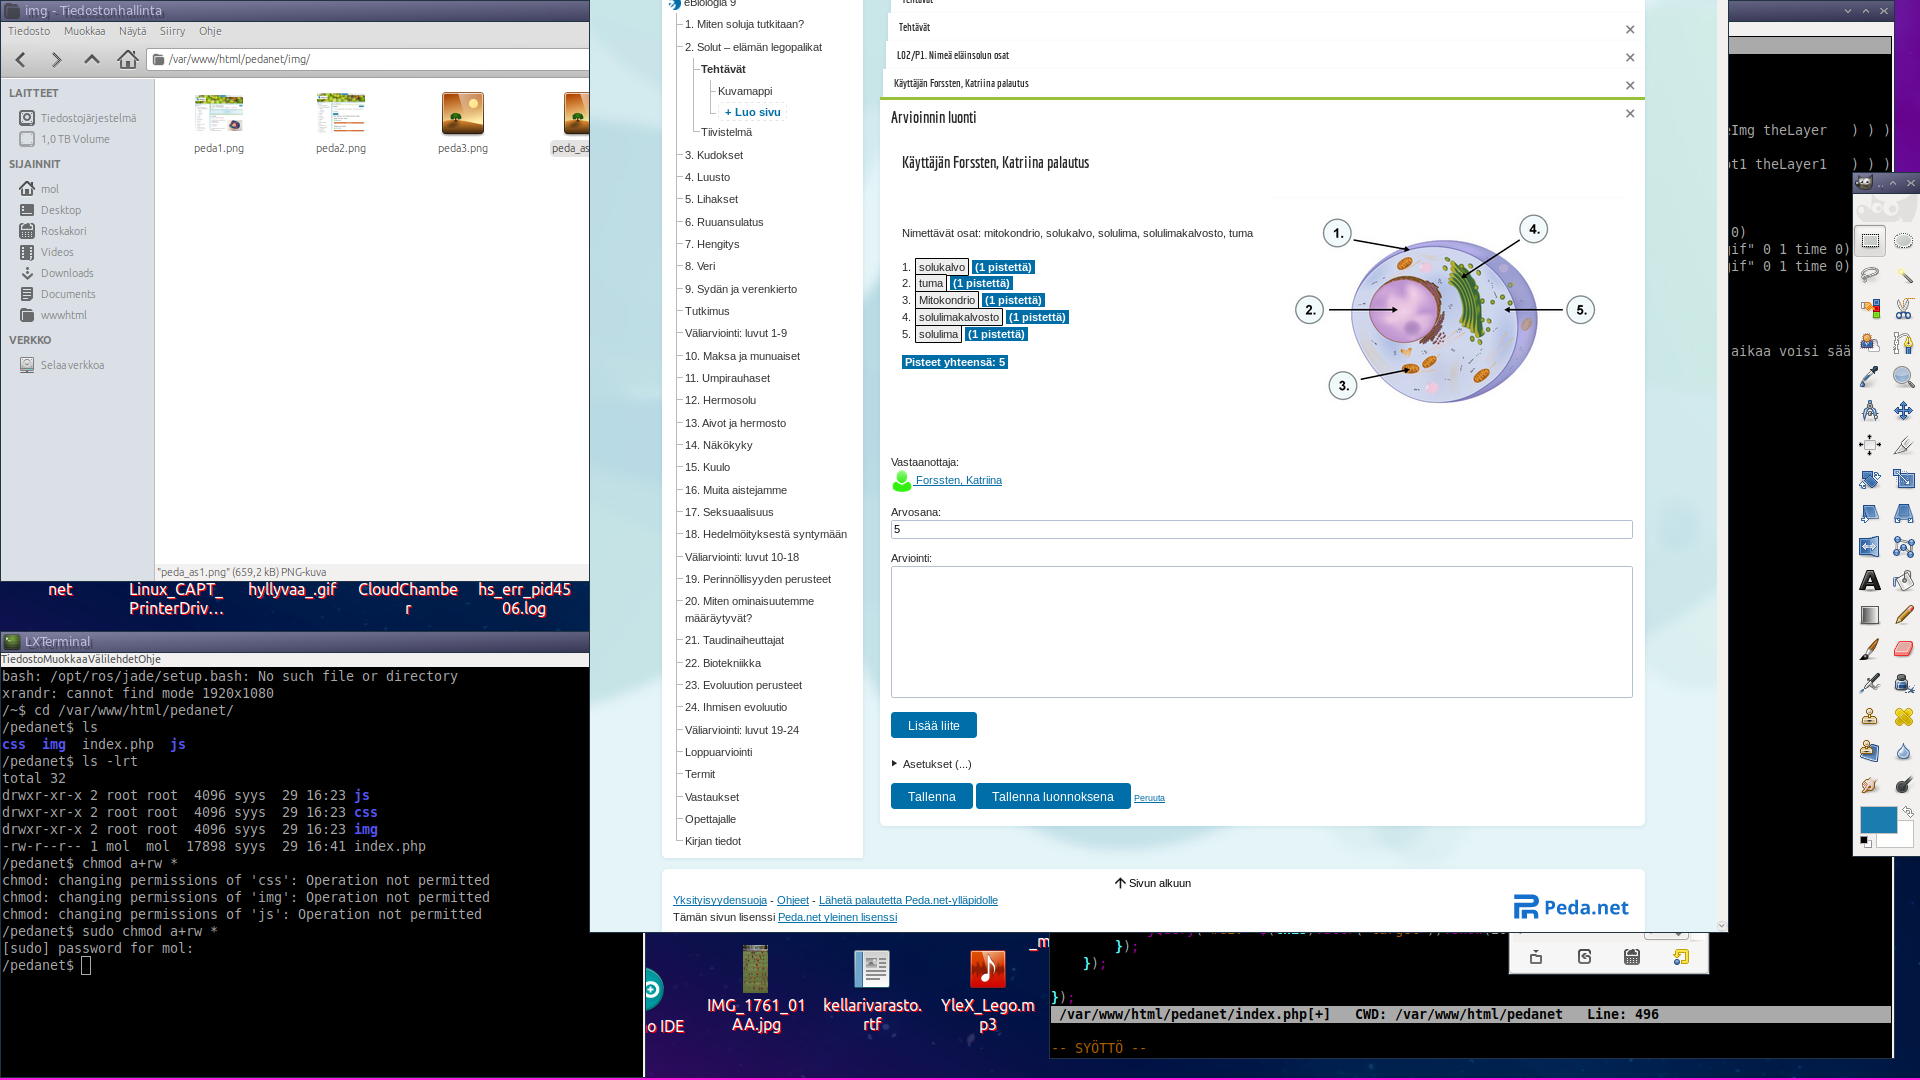 img - Tiedostonhallinta
Tiedosto Muokkaa Näytä Siirry Ohje
/var/www/html/pedanet/img/
LAITTEET
Tiedostojärjestelmä
1,0 TB Volume
SIJAINNIT
mol
Desktop
Roskakori
Videos
Downloads
Documents
wwwhtml
VERKKO
Selaa verkkoa
peda1.png
peda2.png
peda3.png
peda_as
"peda_as1.png" (659,2 kB) PNG-kuva
net
Linux_CAPT_
PrinterDriv...
hyllyvaa_.gif
CloudChambe
r
hs_err_pid45
06.log
LXTerminal
Tiedosto Muokkaa Välilehdet Ohje
bash: /opt/ros/jade/setup.bash: No such file or directory
xrandr: cannot find mode 1920x1080
/~$ cd /var/www/html/pedanet/
/pedanet$ ls
css  img  index.php  js
/pedanet$ ls -lrt
total 32
drwxr-xr-x 2 root root  4096 syys  29 16:23 js
drwxr-xr-x 2 root root  4096 syys  29 16:23 css
drwxr-xr-x 2 root root  4096 syys  29 16:23 img
-rw-r--r-- 1 mol  mol  17898 syys  29 16:41 index.php
/pedanet$ chmod a+rw *
chmod: changing permissions of 'css': Operation not permitted
chmod: changing permissions of 'img': Operation not permitted
chmod: changing permissions of 'js': Operation not permitted
/pedanet$ sudo chmod a+rw *
[sudo] password for mol:
/pedanet$
eBiologia 9
1. Miten soluja tutkitaan?
2. Solut – elämän legopalikat
Tehtävät
Kuvamappi
+ Luo sivu
Tiivistelmä
3. Kudokset
4. Luusto
5. Lihakset
6. Ruuansulatus
7. Hengitys
8. Veri
9. Sydän ja verenkierto
Tutkimus
Väliarviointi: luvut 1-9
10. Maksa ja munuaiset
11. Umpirauhaset
12. Hermosolu
13. Aivot ja hermosto
14. Näkökyky
15. Kuulo
16. Muita aistejamme
17. Seksuaalisuus
18. Hedelmöityksestä syntymään
Väliarviointi: luvut 10-18
19. Perinnöllisyyden perusteet
20. Miten ominaisuutemme
määräytyvät?
21. Taudinaiheuttajat
22. Biotekniikka
23. Evoluution perusteet
24. Ihmisen evoluutio
Väliarviointi: luvut 19-24
Loppuarviointi
Termit
Vastaukset
Opettajalle
Kirjan tiedot
Tehtävät
Tehtävät
L02/P1. Nimeä eläinsolun osat
Käyttäjän Forssten, Katriina palautus
Arvioinnin luonti
Käyttäjän Forssten, Katriina palautus
Nimettävät osat: mitokondrio, solukalvo, solulima, solulimakalvosto, tuma
1. solukalvo (1 pistettä)
2. tuma (1 pistettä)
3. Mitokondrio (1 pistettä)
4. solulimakalvosto (1 pistettä)
5. solulima (1 pistettä)
Pisteet yhteensä: 5
1.
4.
2.
5.
3.
Vastaanottaja:
Forssten, Katriina
Arvosana:
5
Arviointi:
Lisää liite
Asetukset (...)
Tallenna Tallenna luonnoksena Peruuta
Sivun alkuun
Yksityisyydensuoja - Ohjeet - Lähetä palautetta Peda.net-ylläpidolle
Tämän sivun lisenssi Peda.net yleinen lisenssi
Peda.net
eImg theLayer   ) ) )
t1 theLayer1   ) ) )
0)
gif" 0 1 time 0)
gif" 0 1 time 0)
aikaa voisi sää
o IDE
IMG_1761_01
AA.jpg
kellarivarasto.
rtf
YleX_Lego.m
p3
_m
});
});
});
/var/www/html/pedanet/index.php[+]   CWD: /var/www/html/pedanet   Line: 496
-- SYÖTTÖ --